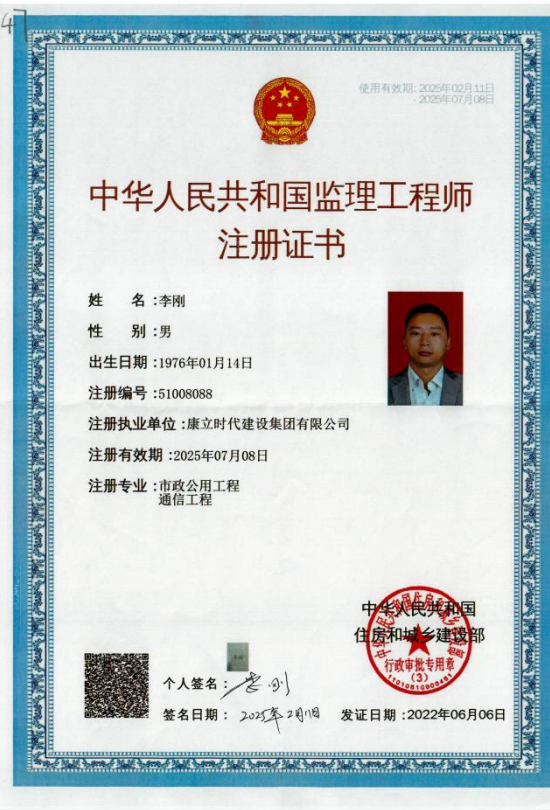 47
使用有效期: 2025年02月11日
- 2025年07月08日
中华人民共和国监理工程师
注册证书
姓 名：李刚
性 别：男
出生日期：1976年01月14日
注册编号：51008088
注册执业单位：康立时代建设集团有限公司
注册有效期：2025年07月08日
注册专业：市政公用工程
通信工程
中华人民共和国
住房和城乡建设部
行政审批专用章
（3）
个人签名：李刚
签名日期：2025年2月11日
发证日期：2022年06月06日